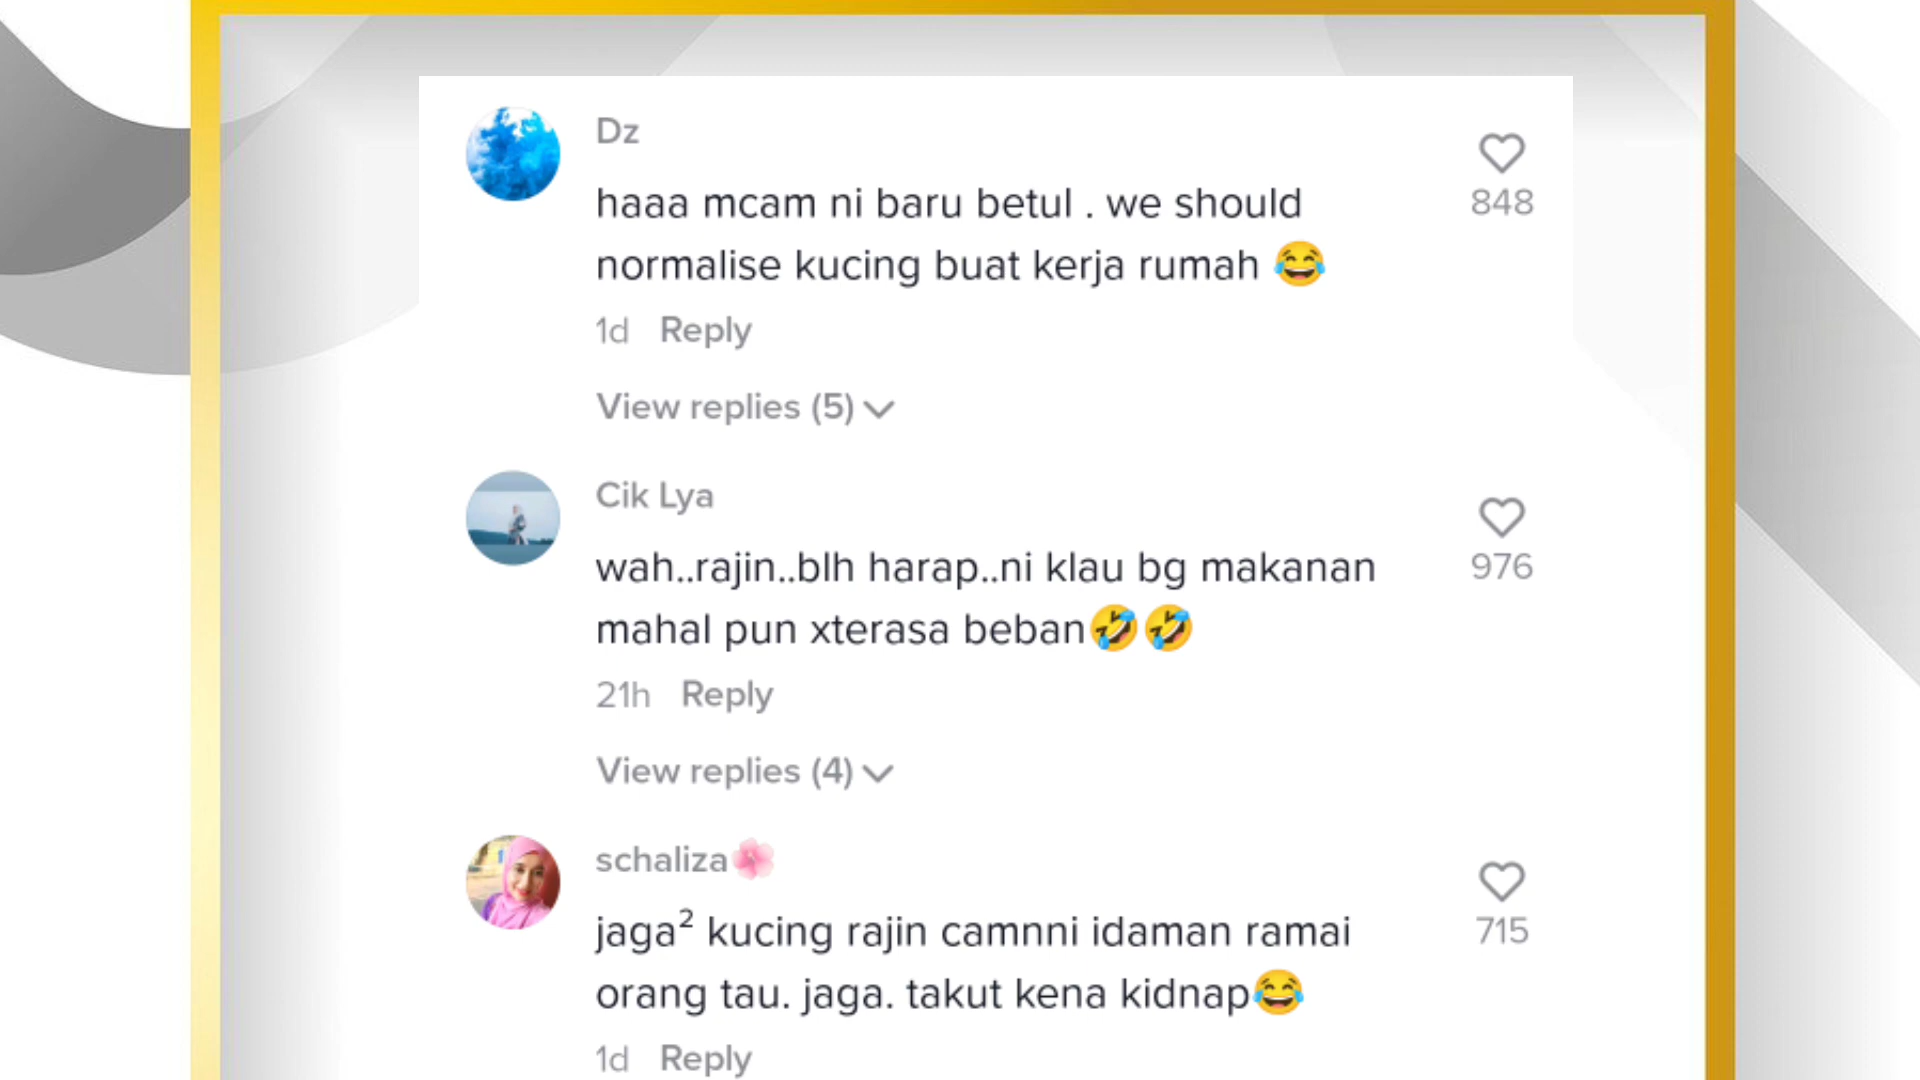 Dz
haaa mcam ni baru betul . we should
normalise kucing buat kerja rumah 😂
848
1d Reply
View replies (5)
Cik Lya
wah..rajin..blh harap..ni klau bg makanan
mahal pun xterasa beban🤣🤣
976
21h Reply
View replies (4)
schaliza🌸
jaga² kucing rajin camnni idaman ramai
orang tau. jaga. takut kena kidnap😂
715
1d Reply